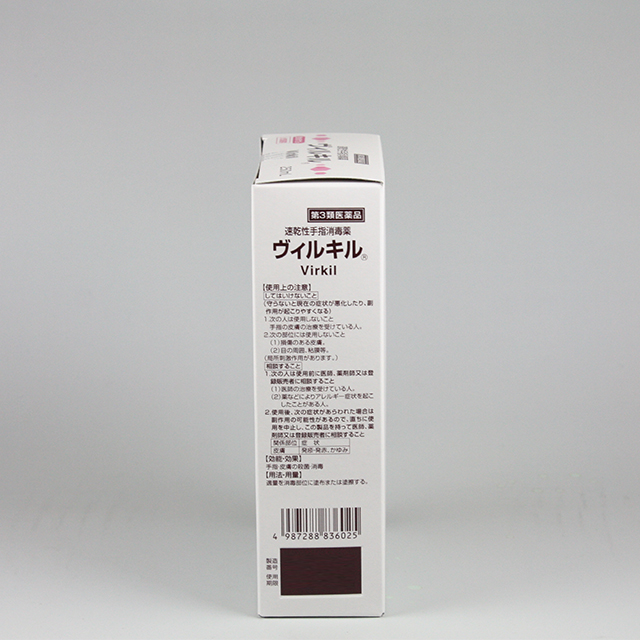 ヴィルキル
第3類医薬品
速乾性手指消毒薬
ヴィルキル®
Virkil
【使用上の注意】
してはいけないこと
(守らないと現在の症状が悪化したり、副
作用が起こりやすくなる)
1.次の人は使用しないこと
手指の皮膚の治療を受けている人。
2.次の部位には使用しないこと
(1)損傷のある皮膚。
(2)目の周囲、粘膜等。
(局所刺激作用があります。)
相談すること
1.次の人は使用前に医師、薬剤師又は登
録販売者に相談すること
(1)医師の治療を受けている人。
(2)薬などによりアレルギー症状を起こ
したことがある人。
2.使用後、次の症状があらわれた場合は
副作用の可能性があるので、直ちに使
用を中止し、この製品を持って医師、薬
剤師又は登録販売者に相談すること
関係部位 症 状
皮膚 発疹・発赤、かゆみ
【効能・効果】
手指・皮膚の殺菌・消毒
【用法・用量】
適量を消毒部位に塗布または塗擦する。
4 987288 836025
製造
番号
使用
期限